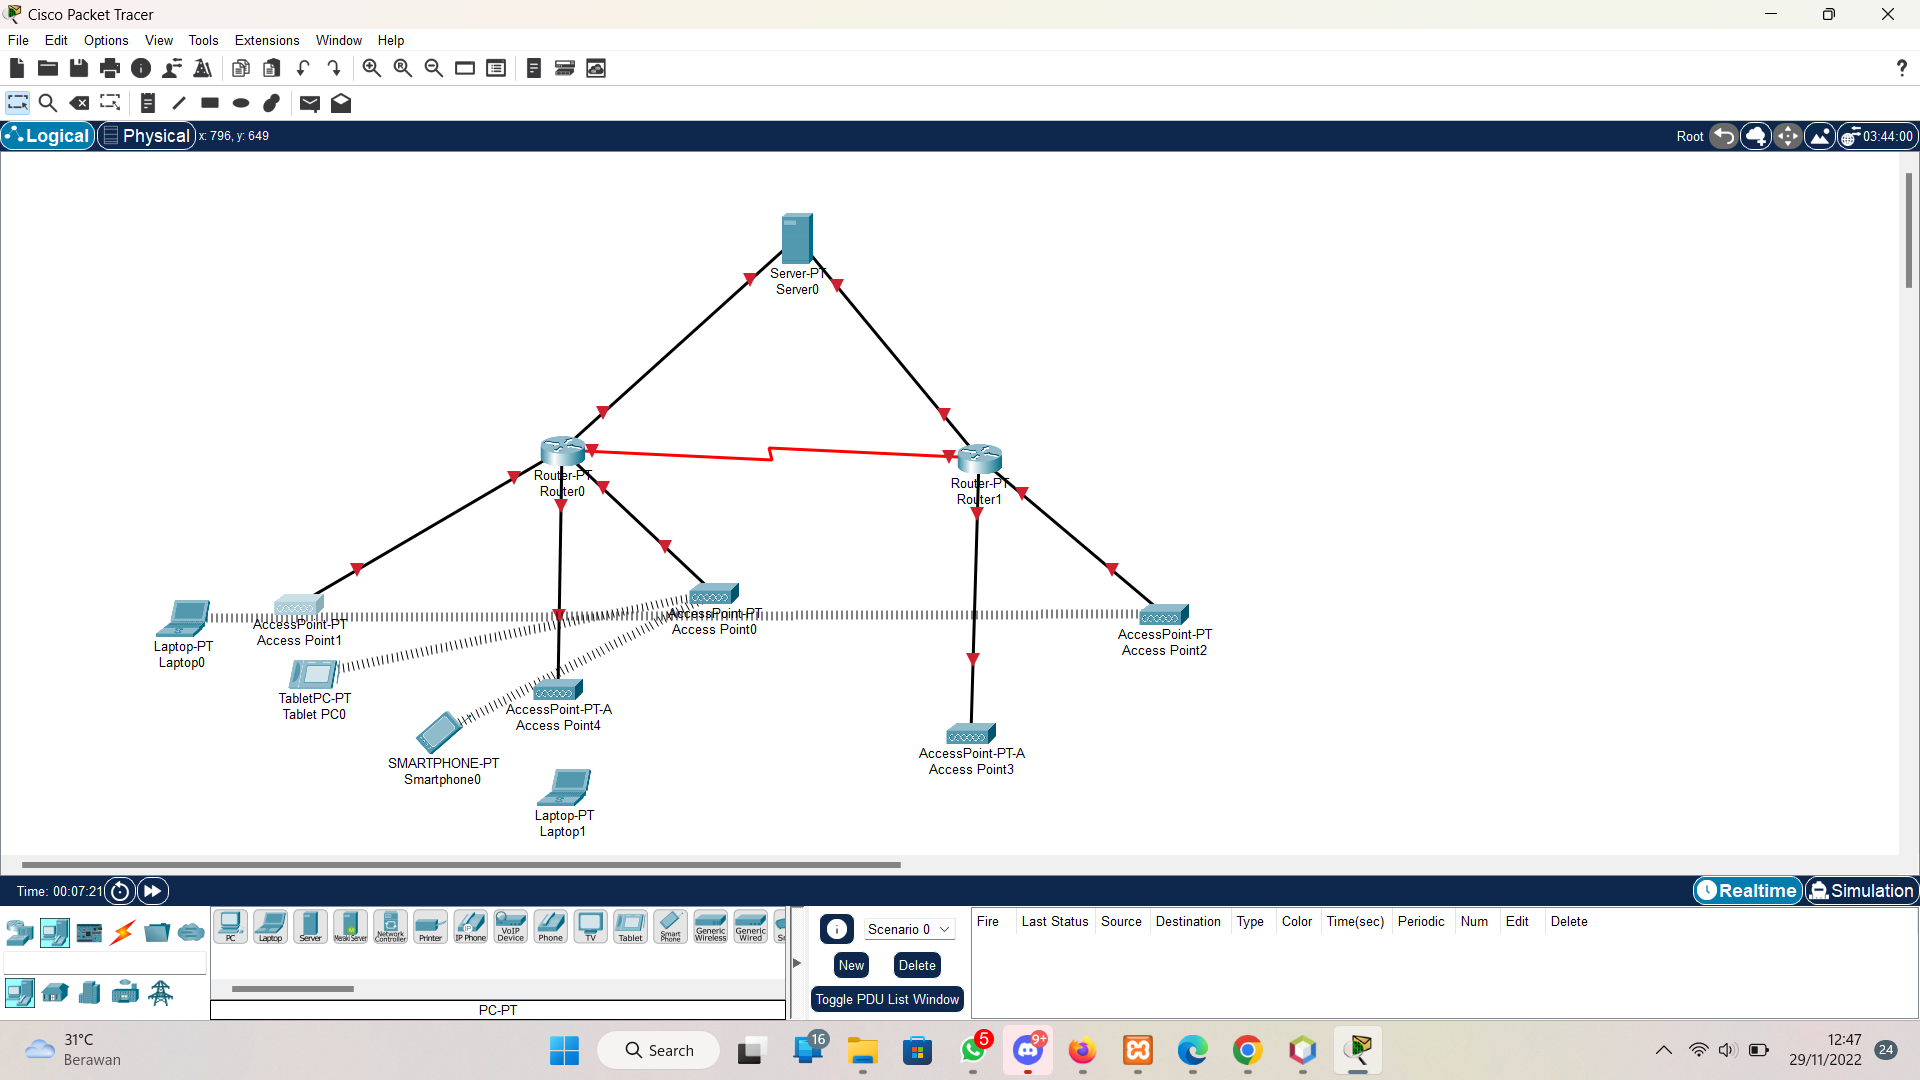 Cisco Packet Tracer
File Edit Options View Tools Extensions Window Help
?
Logical Physical x: 796, y: 649 Root 03:44:00
Server-PT
Server0
Router-PT
Router0
Router-PT
Router1
AccessPoint-PT
Access Point1
AccessPoint-PT
Access Point0
Laptop-PT
Laptop0
AccessPoint-PT
Access Point2
TabletPC-PT
Tablet PC0
AccessPoint-PT-A
Access Point4
SMARTPHONE-PT
Smartphone0
AccessPoint-PT-A
Access Point3
Laptop-PT
Laptop1
Time: 00:07:21 Realtime Simulation
PC Laptop Server Meraki Server Network Controller Printer IP Phone VoIP Device Phone TV Tablet Smart Phone Generic Wireless Generic Wired
PC-PT
Scenario 0
New Delete
Toggle PDU List Window
Fire Last Status Source Destination Type Color Time(sec) Periodic Num Edit Delete
31°C
Berawan
Search
16
5
9+
12:47
29/11/2022
24